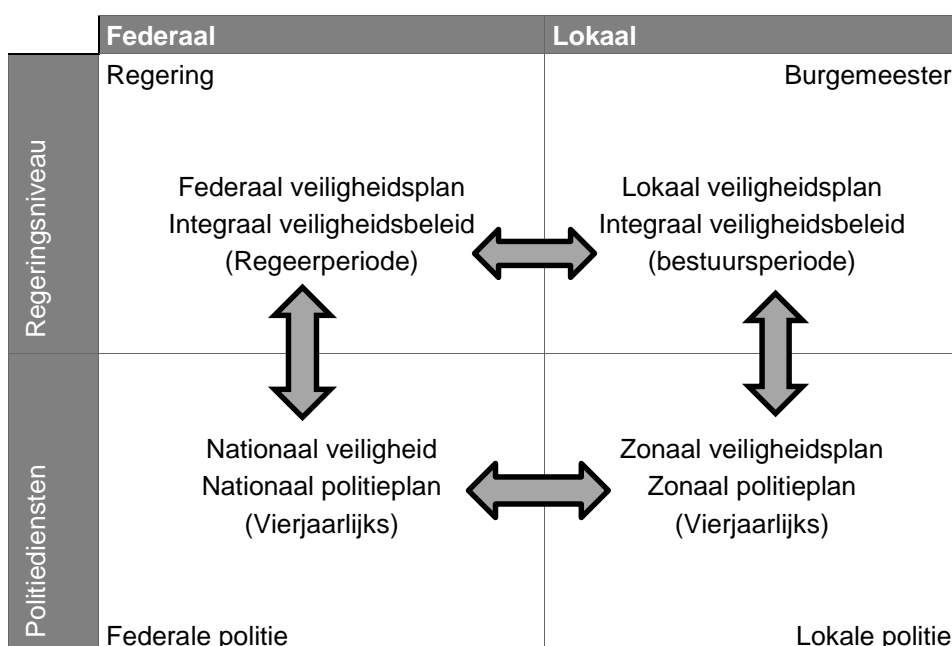 Federaal Lokaal
Regeringsniveau
Regering
Burgemeester
Federaal veiligheidsplan
Integraal veiligheidsbeleid
(Regeerperiode)
Lokaal veiligheidsplan
Integraal veiligheidsbeleid
(bestuursperiode)
Politiediensten
Nationaal veiligheid
Nationaal politieplan
(Vierjaarlijks)
Zonaal veiligheidsplan
Zonaal politieplan
(Vierjaarlijks)
Federale politie
Lokale politie